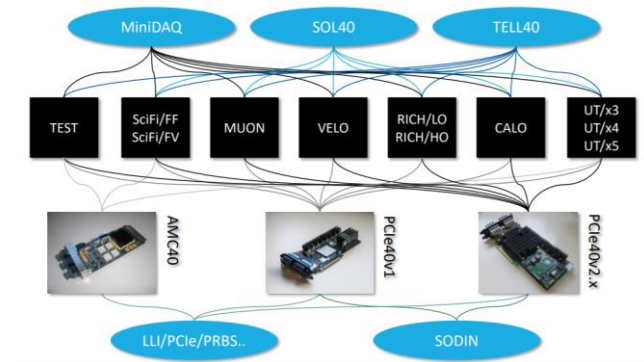 MiniDAQ
SOL40
TELL40
TEST
SciFi/FF
SciFi/FV
MUON
VELO
RICH/LO
RICH/HO
CALO
UT/x3
UT/x4
UT/x5
AMC40
PCIe40v1
PCIe40v2.x
LLI/PCIe/PRBS..
SODIN